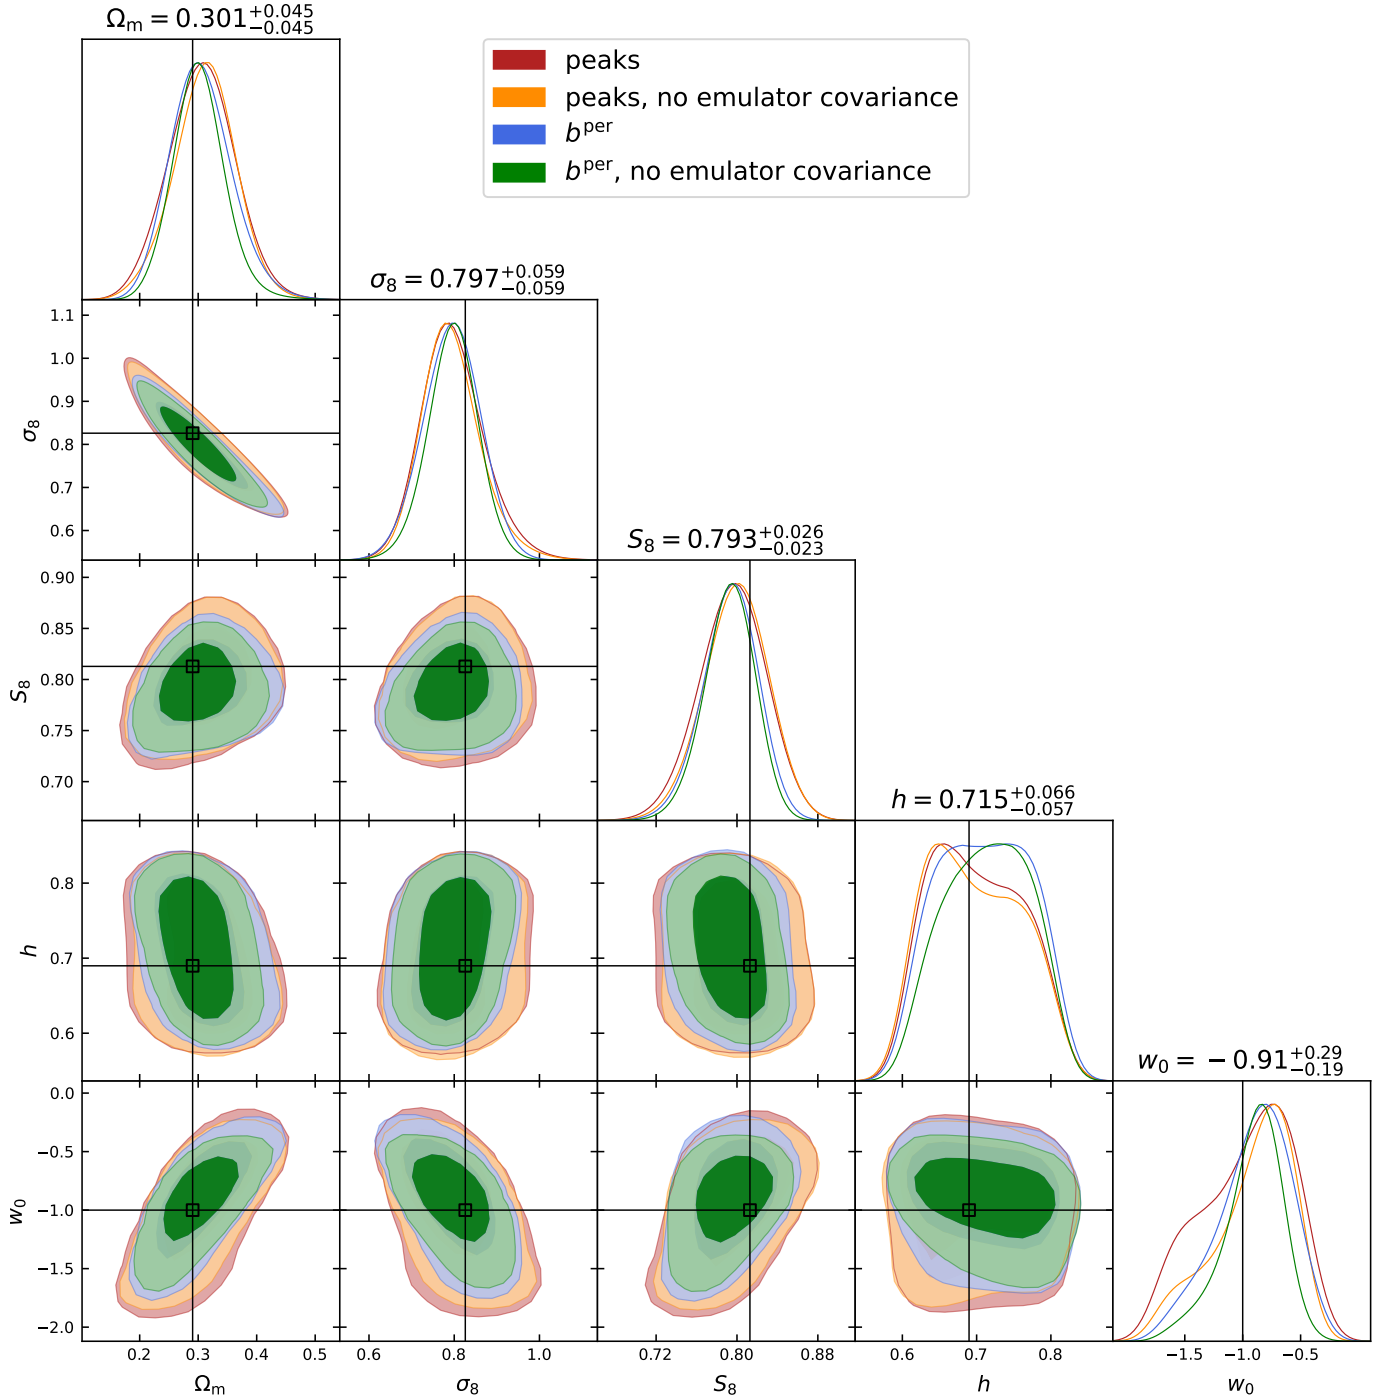 Ωₘ = 0.301⁺⁰·⁰⁴⁵₋₀.₀₄₅
peaks
peaks, no emulator covariance
bᵖᵉʳ
bᵖᵉʳ, no emulator covariance
σ₈ = 0.797⁺⁰·⁰⁵⁹₋₀.₀₅₉
1.1
1.0
0.9
0.8
0.7
0.6
σ₈
S₈ = 0.793⁺⁰·⁰²⁶₋₀.₀₂₃
0.90
0.85
0.80
0.75
0.70
S₈
h = 0.715⁺⁰·⁰⁶⁶₋₀.₀₅₇
0.8
0.7
0.6
h
w₀ = −0.91⁺⁰·²⁹₋₀.₁₉
0.0
−0.5
−1.0
−1.5
−2.0
w₀
0.2 0.3 0.4 0.5 0.6 0.8 1.0 0.72 0.80 0.88 0.6 0.7 0.8 −1.5 −1.0 −0.5
Ωₘ σ₈ S₈ h w₀